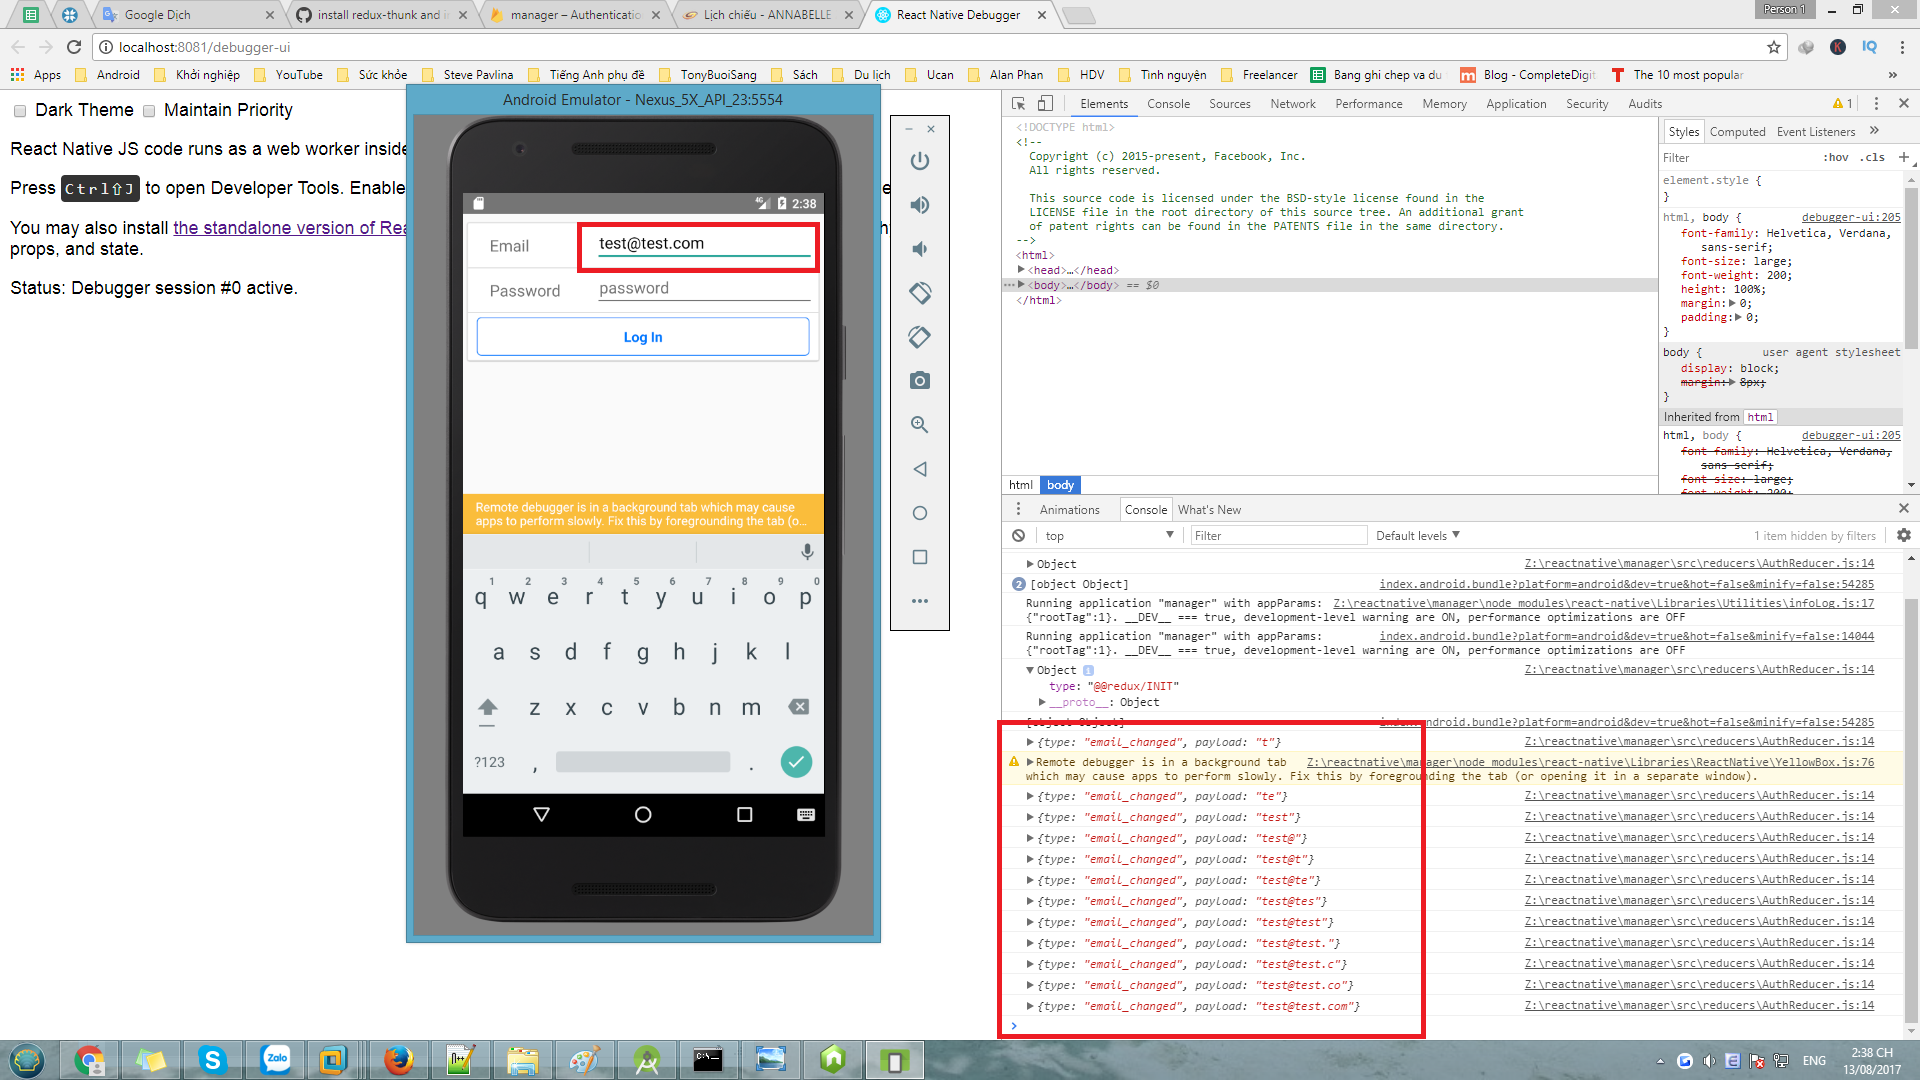 Google Dịch
install redux-thunk and i
manager – Authenticatio
Lịch chiếu - ANNABELLE
React Native Debugger
Person 1
localhost:8081/debugger-ui
Apps
Android
Khởi nghiệp
YouTube
Sức khỏe
Steve Pavlina
Tiếng Anh phụ đề
TonyBuoiSang
Sách
Du lịch
Ucan
Alan Phan
HDV
Tình nguyện
Freelancer
Bang ghi chep va du
Blog - CompleteDigit
The 10 most popular
»
Dark Theme
Maintain Priority
React Native JS code runs as a web worker inside
Press Ctrl⇧J to open Developer Tools. Enable
You may also install the standalone version of Rea
props, and state.
Status: Debugger session #0 active.
Android Emulator - Nexus_5X_API_23:5554
4G
2:38
Email
test@test.com
Password
password
Log In
Remote debugger is in a background tab which may cause
apps to perform slowly. Fix this by foregrounding the tab (o...
1 2 3 4 5 6 7 8 9 0
q w e r t y u i o p
a s d f g h j k l
z x c v b n m
?123 , .
Elements
Console
Sources
Network
Performance
Memory
Application
Security
Audits
1
<!DOCTYPE html>
<!--
Copyright (c) 2015-present, Facebook, Inc.
All rights reserved.
This source code is licensed under the BSD-style license found in the
LICENSE file in the root directory of this source tree. An additional grant
of patent rights can be found in the PATENTS file in the same directory.
-->
<html>
<head>…</head>
<body>…</body> == $0
</html>
html
body
Styles
Computed
Event Listeners
»
Filter
:hov
.cls
+
element.style {
}
html, body {
debugger-ui:205
font-family: Helvetica, Verdana,
sans-serif;
font-size: large;
font-weight: 200;
height: 100%;
margin: 0;
padding: 0;
}
body {
user agent stylesheet
display: block;
margin: 8px;
}
Inherited from html
html, body {
debugger-ui:205
font-family: Helvetica, Verdana,
sans-serif;
font-size: large;
font-weight: 200;
Animations
Console
What's New
top
Filter
Default levels
1 item hidden by filters
Object
Z:\reactnative\manager\src\reducers\AuthReducer.js:14
2 [object Object]
index.android.bundle?platform=android&dev=true&hot=false&minify=false:54285
Running application "manager" with appParams:
Z:\reactnative\manager\node_modules\react-native\Libraries\Utilities\infoLog.js:17
{"rootTag":1}. __DEV__ === true, development-level warning are ON, performance optimizations are OFF
Running application "manager" with appParams:
index.android.bundle?platform=android&dev=true&hot=false&minify=false:14044
{"rootTag":1}. __DEV__ === true, development-level warning are ON, performance optimizations are OFF
Object
Z:\reactnative\manager\src\reducers\AuthReducer.js:14
type: "@@redux/INIT"
__proto__: Object
[object Object]
index.android.bundle?platform=android&dev=true&hot=false&minify=false:54285
{type: "email_changed", payload: "t"}
Z:\reactnative\manager\src\reducers\AuthReducer.js:14
Remote debugger is in a background tab
Z:\reactnative\manager\node_modules\react-native\Libraries\ReactNative\YellowBox.js:76
which may cause apps to perform slowly. Fix this by foregrounding the tab (or opening it in a separate window).
{type: "email_changed", payload: "te"}
Z:\reactnative\manager\src\reducers\AuthReducer.js:14
{type: "email_changed", payload: "test"}
Z:\reactnative\manager\src\reducers\AuthReducer.js:14
{type: "email_changed", payload: "test@"}
Z:\reactnative\manager\src\reducers\AuthReducer.js:14
{type: "email_changed", payload: "test@t"}
Z:\reactnative\manager\src\reducers\AuthReducer.js:14
{type: "email_changed", payload: "test@te"}
Z:\reactnative\manager\src\reducers\AuthReducer.js:14
{type: "email_changed", payload: "test@tes"}
Z:\reactnative\manager\src\reducers\AuthReducer.js:14
{type: "email_changed", payload: "test@test"}
Z:\reactnative\manager\src\reducers\AuthReducer.js:14
{type: "email_changed", payload: "test@test."}
Z:\reactnative\manager\src\reducers\AuthReducer.js:14
{type: "email_changed", payload: "test@test.c"}
Z:\reactnative\manager\src\reducers\AuthReducer.js:14
{type: "email_changed", payload: "test@test.co"}
Z:\reactnative\manager\src\reducers\AuthReducer.js:14
{type: "email_changed", payload: "test@test.com"}
Z:\reactnative\manager\src\reducers\AuthReducer.js:14
Zalo
ENG
2:38 CH
13/08/2017